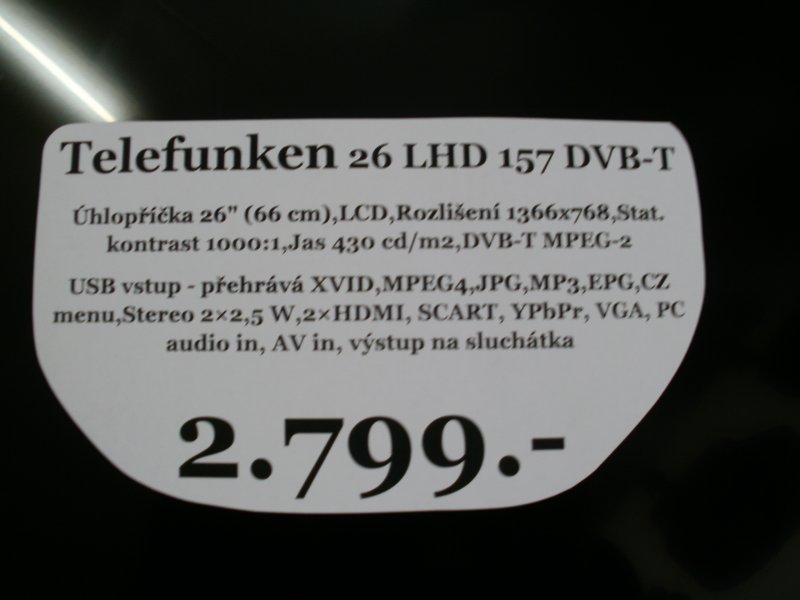 Telefunken 26 LHD 157 DVB-T
Úhlopříčka 26" (66 cm),LCD,Rozlišení 1366x768,Stat.
kontrast 1000:1,Jas 430 cd/m2,DVB-T MPEG-2
USB vstup - přehrává XVID,MPEG4,JPG,MP3,EPG,CZ
menu,Stereo 2×2,5 W,2×HDMI, SCART, YPbPr, VGA, PC
audio in, AV in, výstup na sluchátka
2.799.-